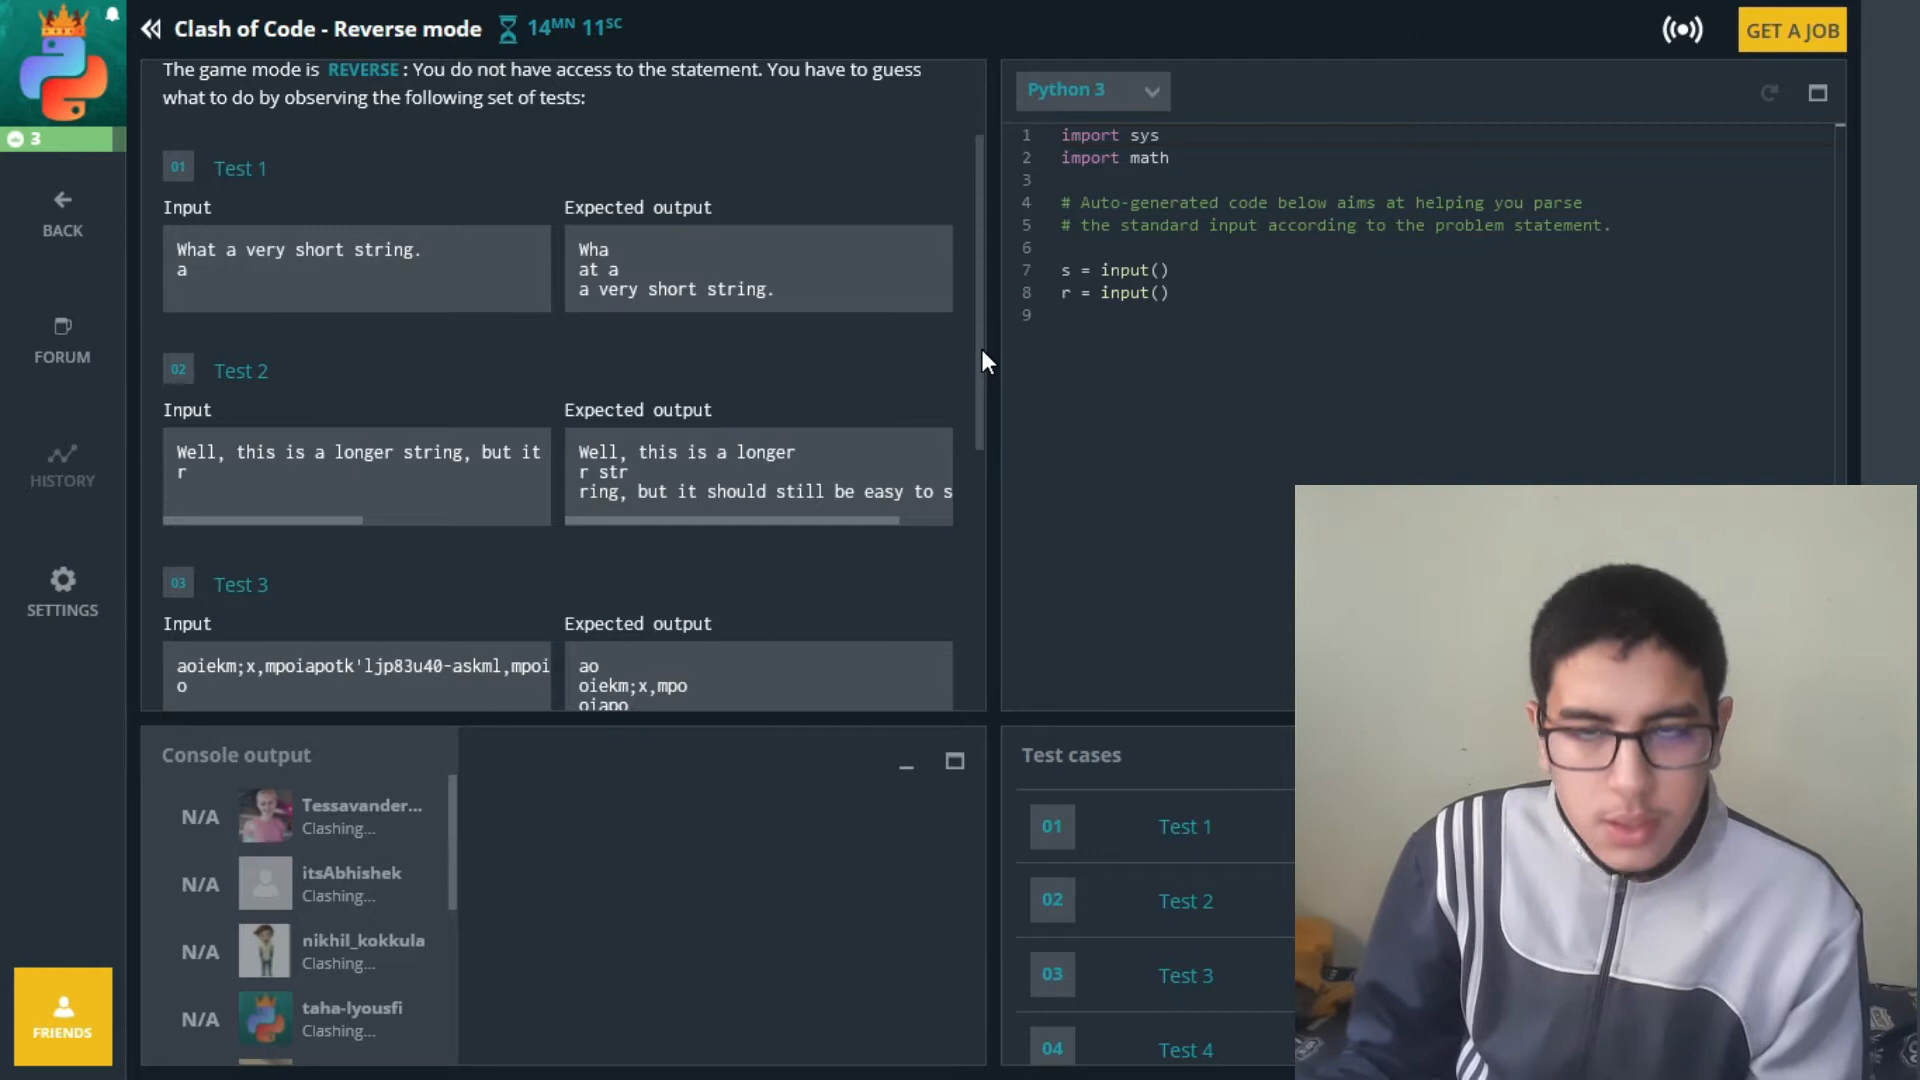 Clash of Code - Reverse mode
14MN 11SC
GET A JOB
3
BACK
FORUM
HISTORY
SETTINGS
FRIENDS
The game mode is REVERSE : You do not have access to the statement. You have to guess
what to do by observing the following set of tests:
01 Test 1
Input
Expected output
What a very short string.
a
Wha
at a
a very short string.
02 Test 2
Input
Expected output
Well, this is a longer string, but it
r
Well, this is a longer
r str
ring, but it should still be easy to s
03 Test 3
Input
Expected output
aoiekm;x,mpoiapotk'ljp83u40-askml,mpoi
o
ao
oiekm;x,mpo
oiapo
Python 3
1 import sys
2 import math
3
4 # Auto-generated code below aims at helping you parse
5 # the standard input according to the problem statement.
6
7 s = input()
8 r = input()
9
Console output
N/A
Tessavander...
Clashing...
N/A
itsAbhishek
Clashing...
N/A
nikhil_kokkula
Clashing...
N/A
taha-lyousfi
Clashing...
Test cases
01 Test 1
02 Test 2
03 Test 3
04 Test 4